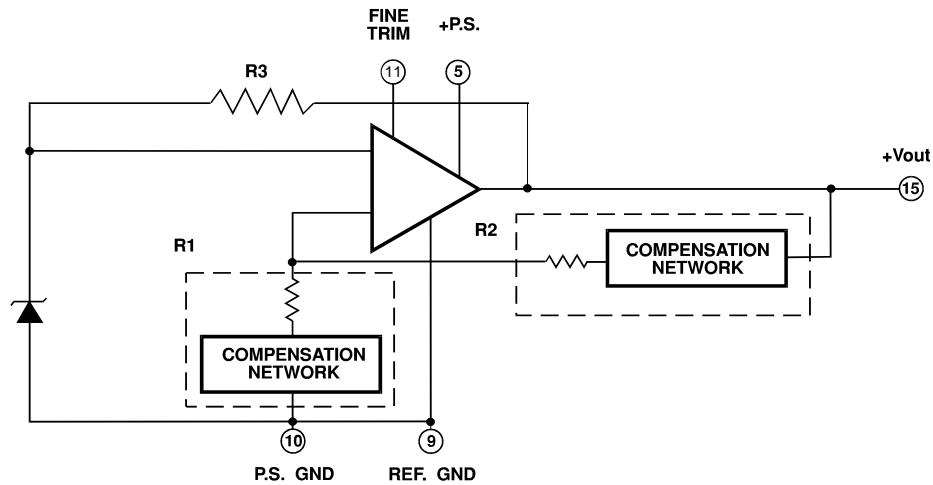 FINE
TRIM
+P.S.
11
5
R3
+Vout
15
R1
R2
COMPENSATION
NETWORK
COMPENSATION
NETWORK
10
9
P.S. GND
REF. GND